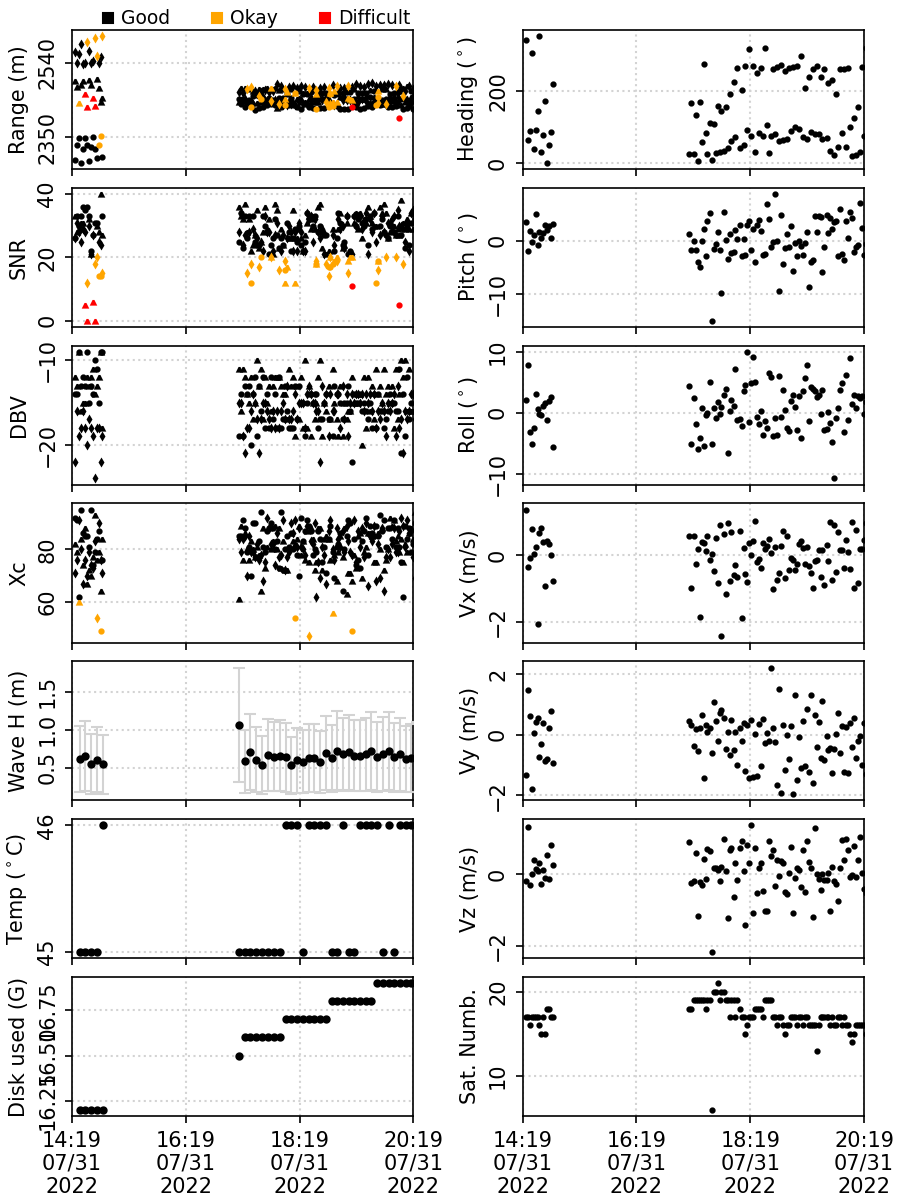 Good Okay Difficult
Range (m)
2540
2350
Heading (°)
200
0
SNR
40
20
0
Pitch (°)
0
−10
DBV
−10
−20
Roll (°)
10
0
−10
Xc
80
60
Vx (m/s)
0
−2
Wave H (m)
1.5
1.0
0.5
Vy (m/s)
2
0
−2
Temp (°C)
46
45
Vz (m/s)
0
−2
Disk used (G)
16.75
16.50
16.25
Sat. Numb.
20
10
14:19 16:19 18:19 20:19 14:19 16:19 18:19 20:19
07/31 07/31 07/31 07/31 07/31 07/31 07/31 07/31
2022 2022 2022 2022 2022 2022 2022 2022